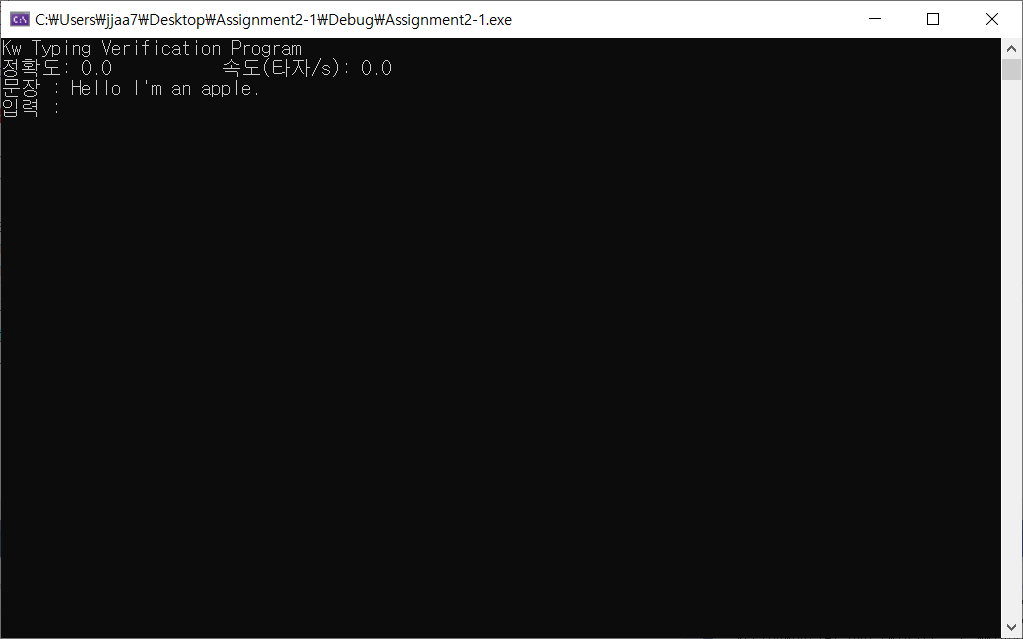 C:₩Users₩jjaa7₩Desktop₩Assignment2-1₩Debug₩Assignment2-1.exe
Kw Typing Verification Program
정확도: 0.0 속도(타자/s): 0.0
문장 : Hello I'm an apple.
입력 :